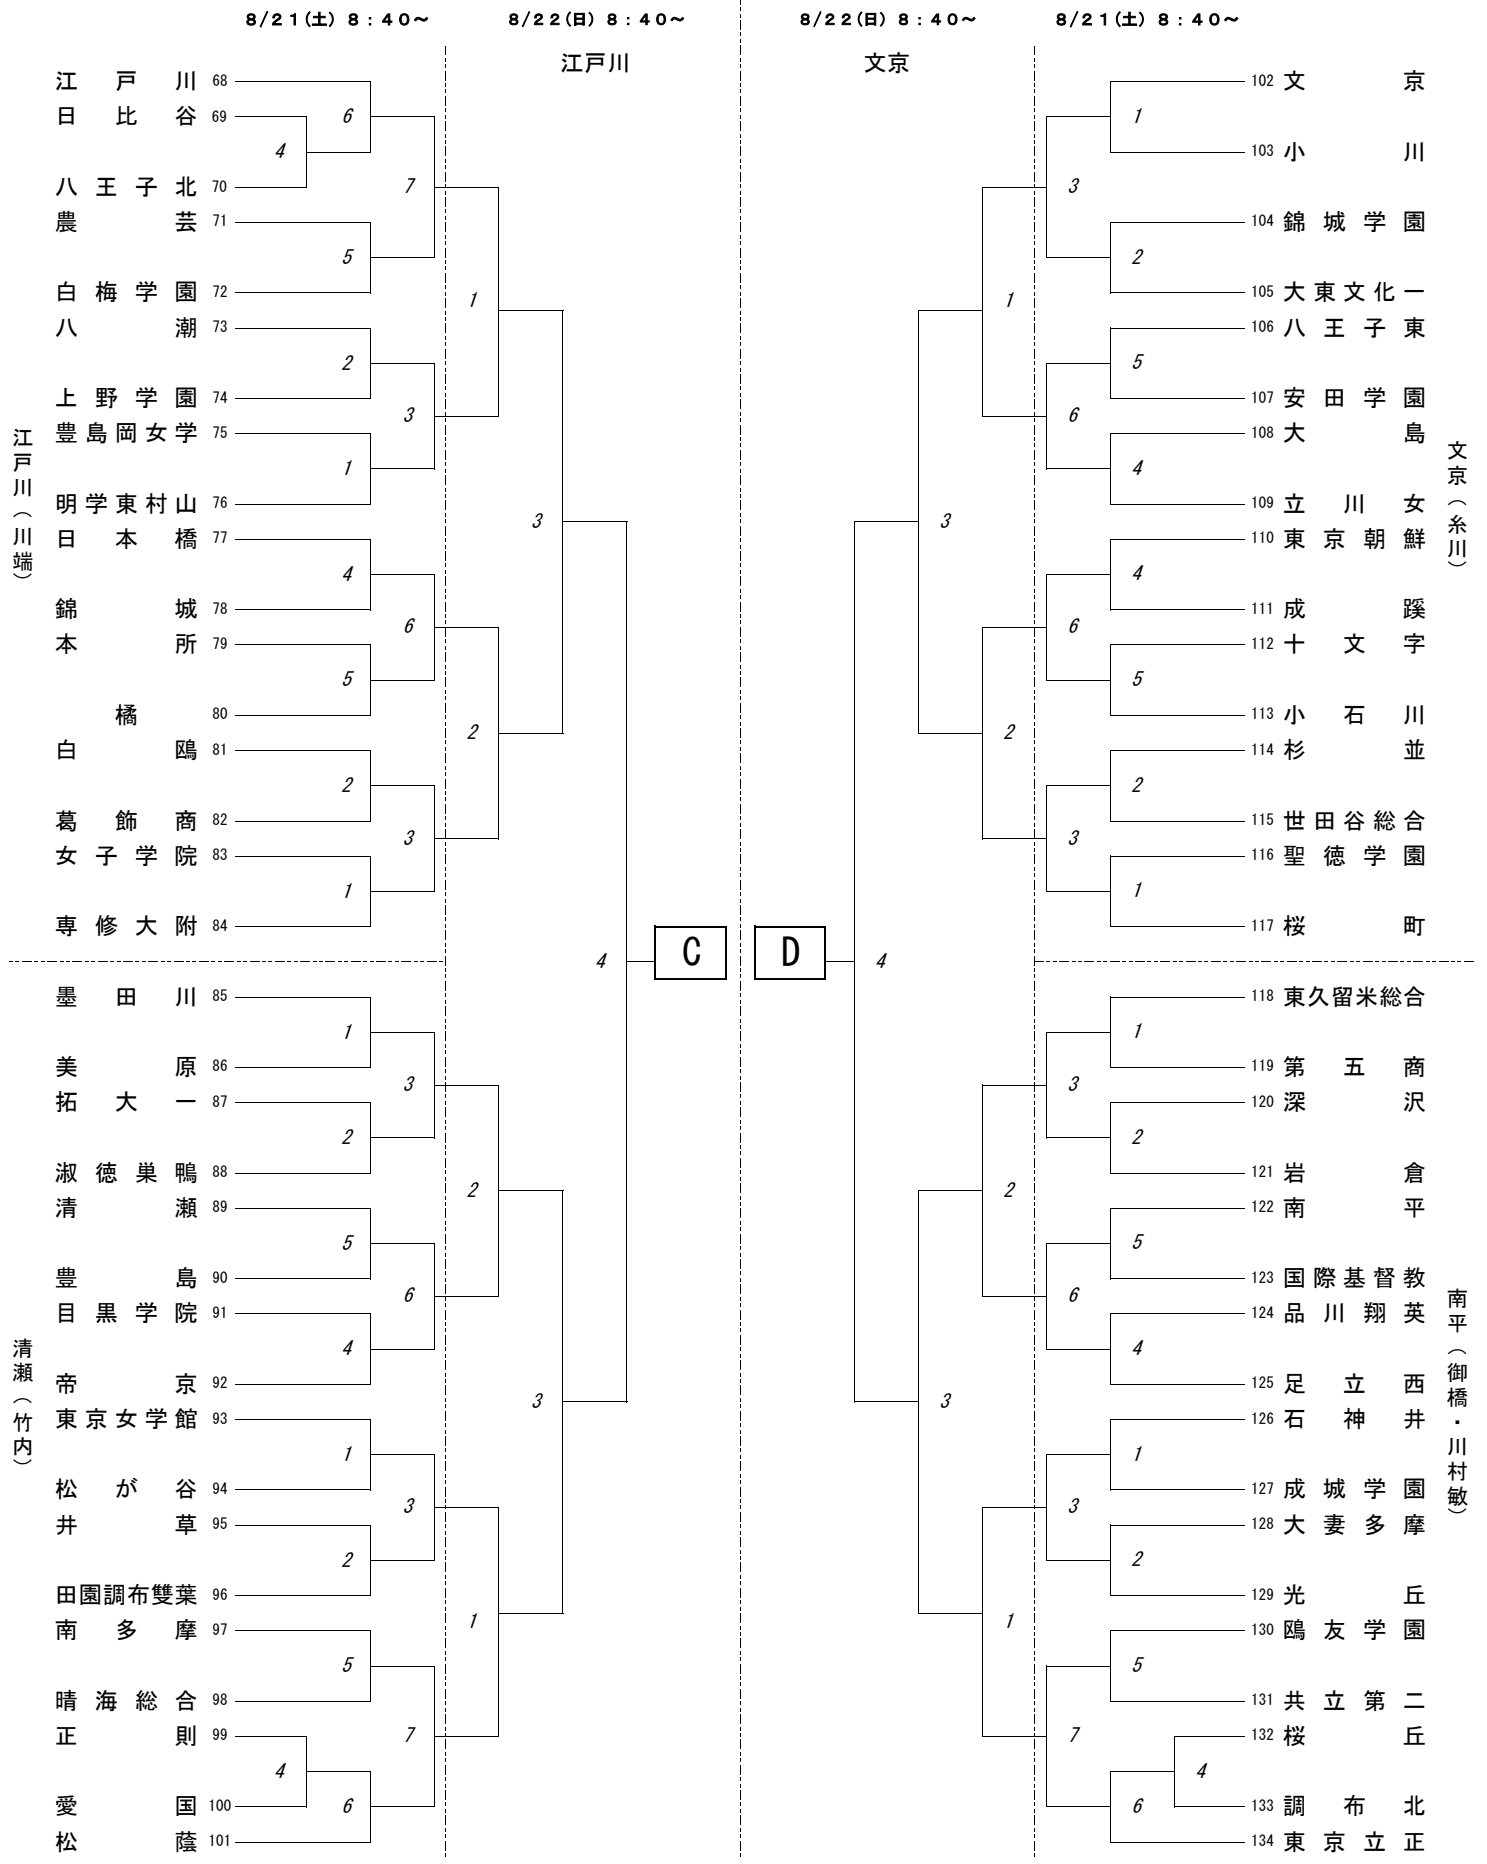 8/21(土) 8:40～
8/22(日) 8:40～
8/22(日) 8:40～
8/21(土) 8:40～
江戸川
文京
江戸川 68
日比谷 69
八王子北 70
農芸 71
白梅学園 72
八潮 73
上野学園 74
豊島岡女学 75
明学東村山 76
日本橋 77
錦城 78
本所 79
橘 80
白鴎 81
葛飾商 82
女子学院 83
専修大附 84
墨田川 85
美原 86
拓大一 87
淑徳巣鴨 88
清瀬 89
豊島 90
目黒学院 91
帝京 92
東京女学館 93
松が谷 94
井草 95
田園調布雙葉 96
南多摩 97
晴海総合 98
正則 99
愛国 100
松蔭 101
江戸川（川端）
清瀬（竹内）
4
6
5
2
1
4
5
2
1
1
2
5
4
1
2
5
4
6
7
3
6
3
3
6
3
7
1
2
2
1
3
3
4
C
D
4
3
3
1
2
2
1
3
6
6
3
3
6
3
7
1
2
5
4
4
5
2
1
1
2
5
4
1
2
5
4
6
102 文京
103 小川
104 錦城学園
105 大東文化一
106 八王子東
107 安田学園
108 大島
109 立川女
110 東京朝鮮
111 成蹊
112 十文字
113 小石川
114 杉並
115 世田谷総合
116 聖徳学園
117 桜町
118 東久留米総合
119 第五商
120 深沢
121 岩倉
122 南平
123 国際基督教
124 品川翔英
125 足立西
126 石神井
127 成城学園
128 大妻多摩
129 光丘
130 鴎友学園
131 共立第二
132 桜丘
133 調布北
134 東京立正
文京（糸川）
南平（御橋・川村敏）